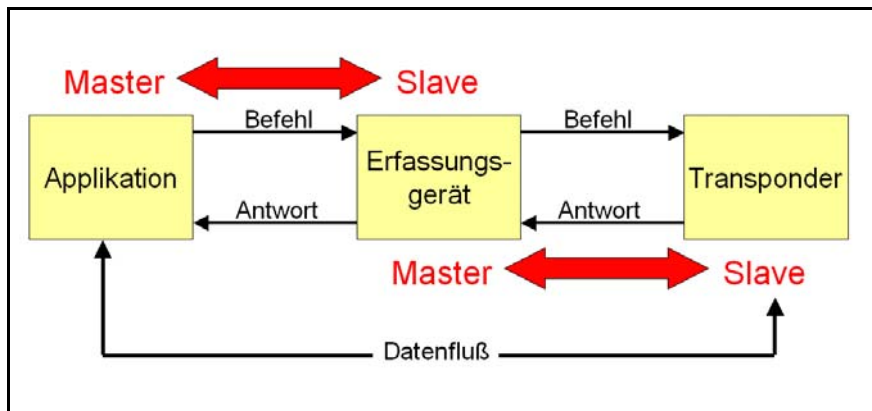 Master Slave
Befehl Befehl
Applikation
Erfassungs-
gerät
Transponder
Antwort Antwort
Master Slave
Datenfluß